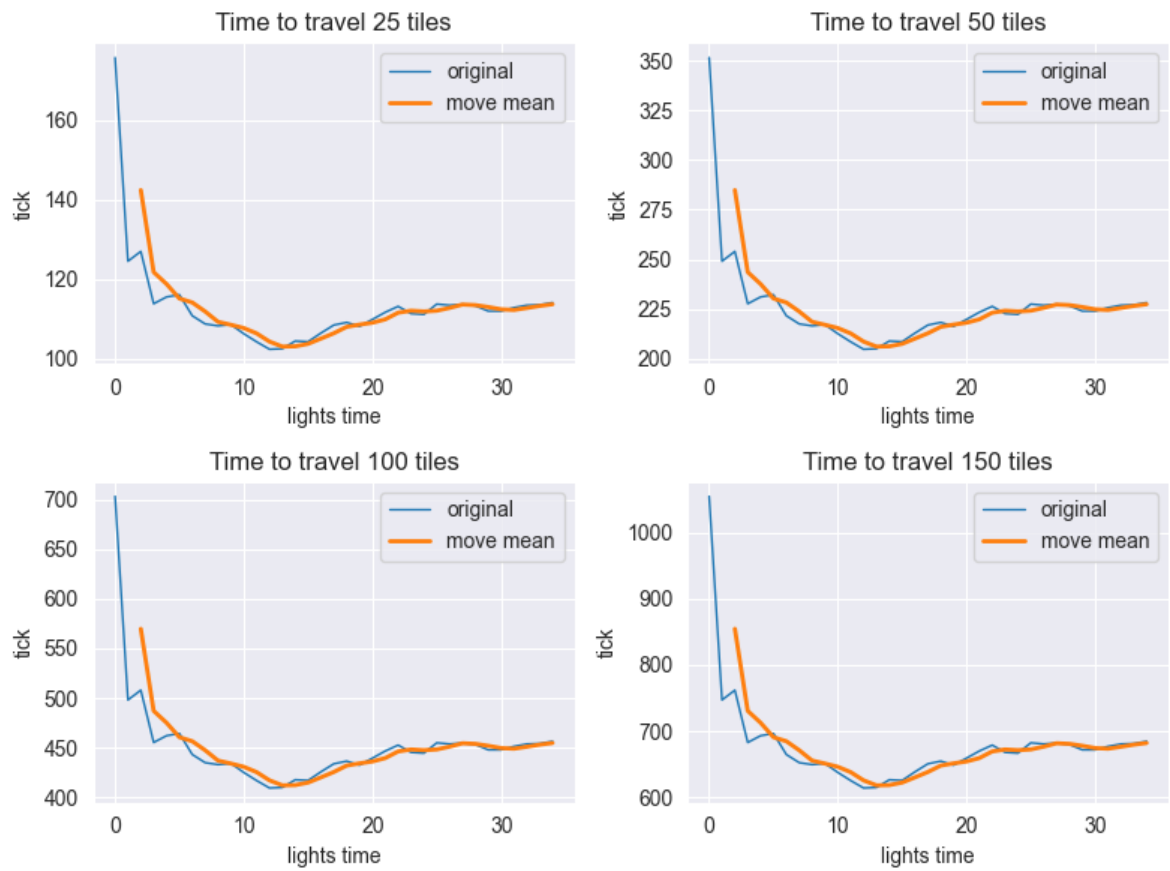 Time to travel 25 tiles
original
move mean
160
140
120
100
tick
0
10
20
30
lights time
Time to travel 50 tiles
original
move mean
350
325
300
275
250
225
200
tick
0
10
20
30
lights time
Time to travel 100 tiles
original
move mean
700
650
600
550
500
450
400
tick
0
10
20
30
lights time
Time to travel 150 tiles
original
move mean
1000
900
800
700
600
tick
0
10
20
30
lights time